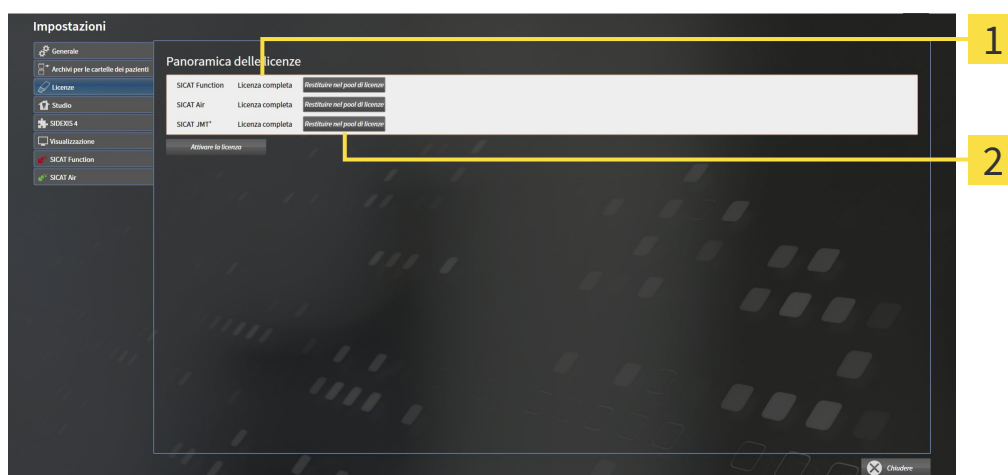 Impostazioni
Generale
Archivi per le cartelle dei pazienti
Licenze
Studio
SIDEXIS 4
Visualizzazione
SICAT Function
SICAT Air
Panoramica delle licenze
SICAT Function Licenza completa Restituire nel pool di licenze
SICAT Air Licenza completa Restituire nel pool di licenze
SICAT JMT+ Licenza completa Restituire nel pool di licenze
Attivare la licenza
Chiudere
1
2